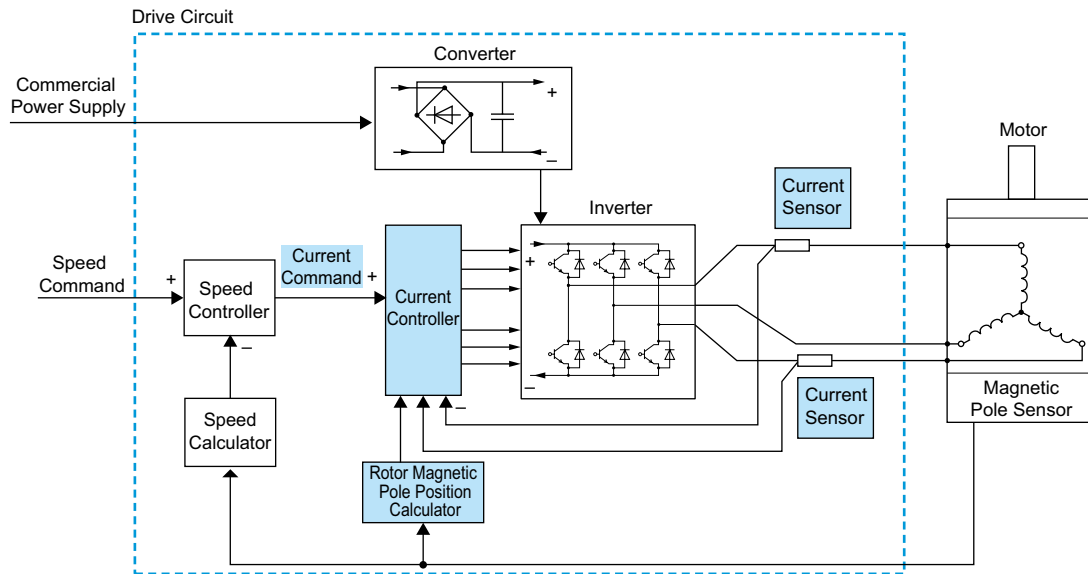 Drive Circuit
Converter
Commercial
Power Supply
+
−
Motor
Current
Sensor
Inverter
Speed
Command
+
Speed
Controller
Current
Command
+
Current
Controller
+
−
−
Current
Sensor
Magnetic
Pole Sensor
Speed
Calculator
−
Rotor Magnetic
Pole Position
Calculator